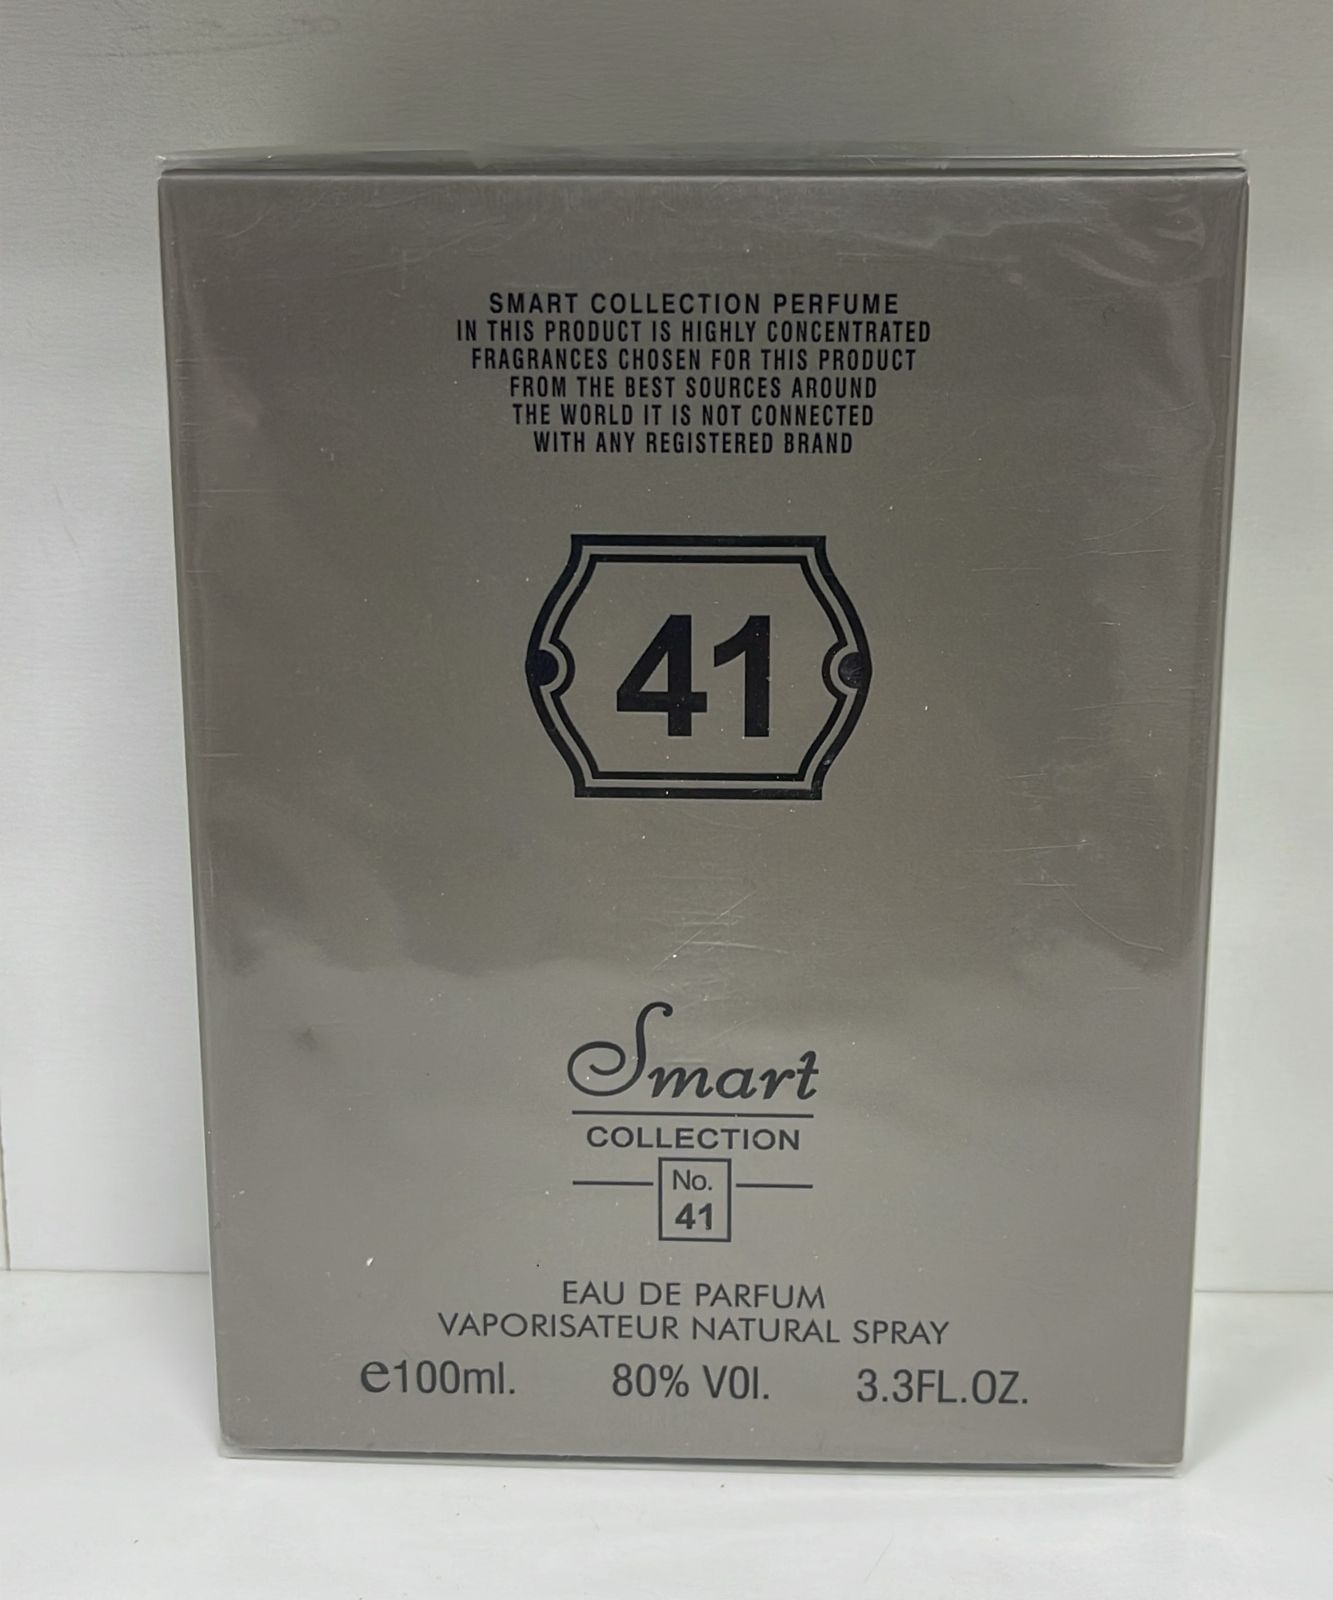 SMART COLLECTION PERFUME
IN THIS PRODUCT IS HIGHLY CONCENTRATED
FRAGRANCES CHOSEN FOR THIS PRODUCT
FROM THE BEST SOURCES AROUND
THE WORLD IT IS NOT CONNECTED
WITH ANY REGISTERED BRAND
41
Smart
COLLECTION
No.
41
EAU DE PARFUM
VAPORISATEUR NATURAL SPRAY
e100ml. 80% VOl. 3.3FL.OZ.